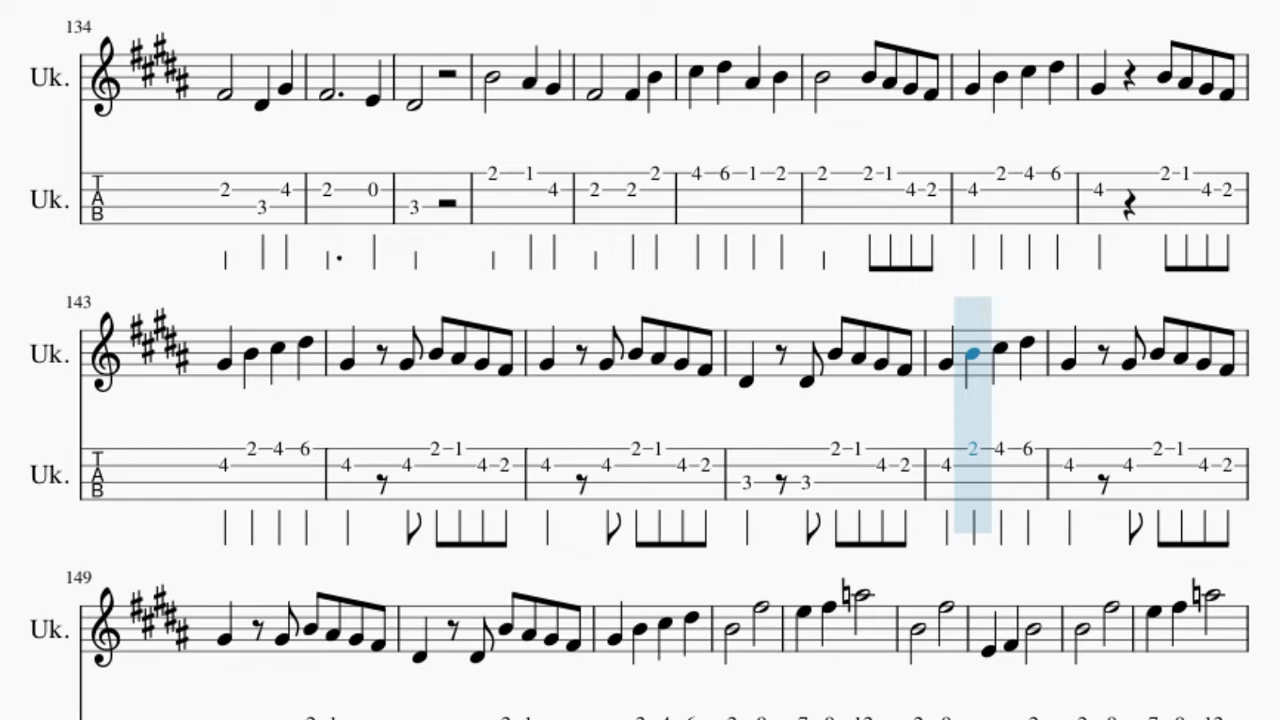 134
Uk.
Uk. TAB 2 3 4 2 0 3 2 1 4 2 2 2 4 6 1 2 2 2 1 4 2 4 2 4 6 4 2 1 4 2
143
Uk.
Uk. TAB 4 2 4 6 4 4 2 1 4 2 4 4 2 1 4 2 3 3 2 1 4 2 4 2 4 6 4 4 2 1 4 2
149
Uk.